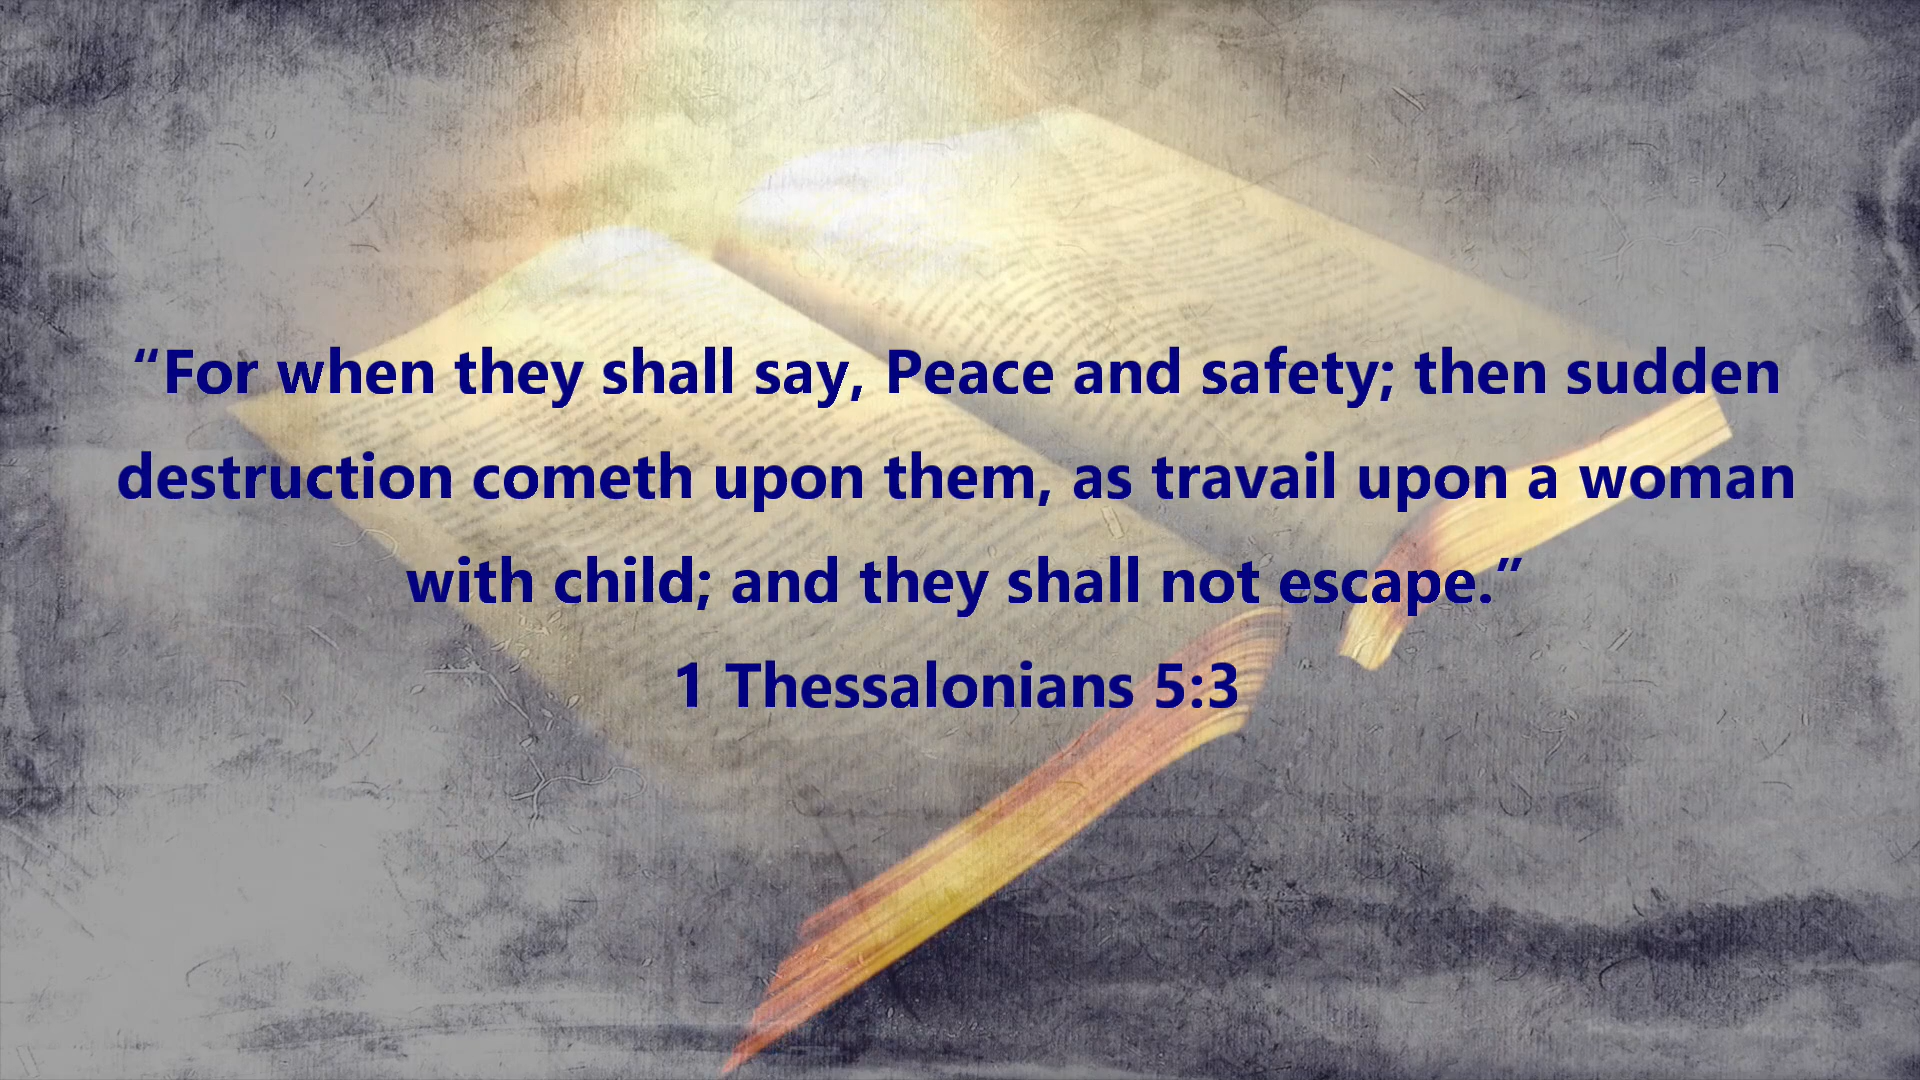 “For when they shall say, Peace and safety; then sudden
destruction cometh upon them, as travail upon a woman
with child; and they shall not escape.”
1 Thessalonians 5:3